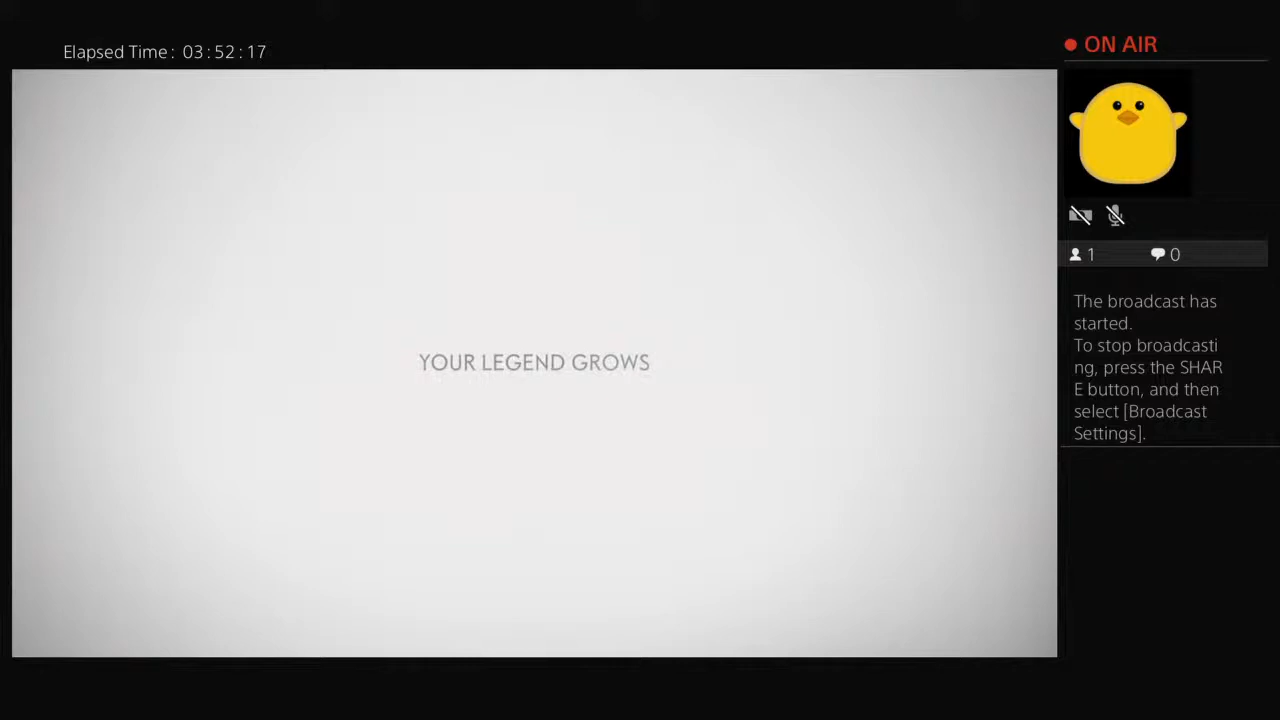 Elapsed Time: 03:52:17
ON AIR
YOUR LEGEND GROWS
1
0
The broadcast has
started.
To stop broadcasti
ng, press the SHAR
E button, and then
select [Broadcast
Settings].